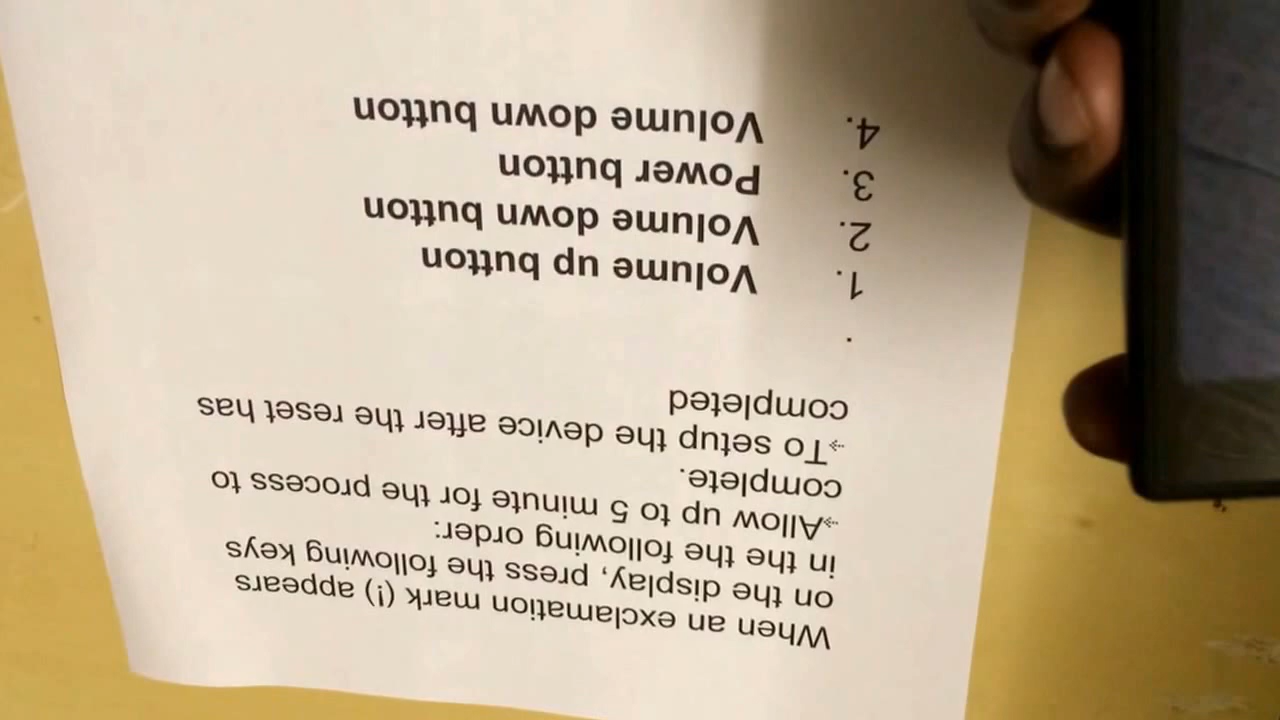 When an exclamation mark (!) appears
on the display, press the following keys
in the the following order:
Allow up to 5 minute for the process to
complete.
To setup the device after the reset has
completed
.
1. Volume up button
2. Volume down button
3. Power button
4. Volume down button